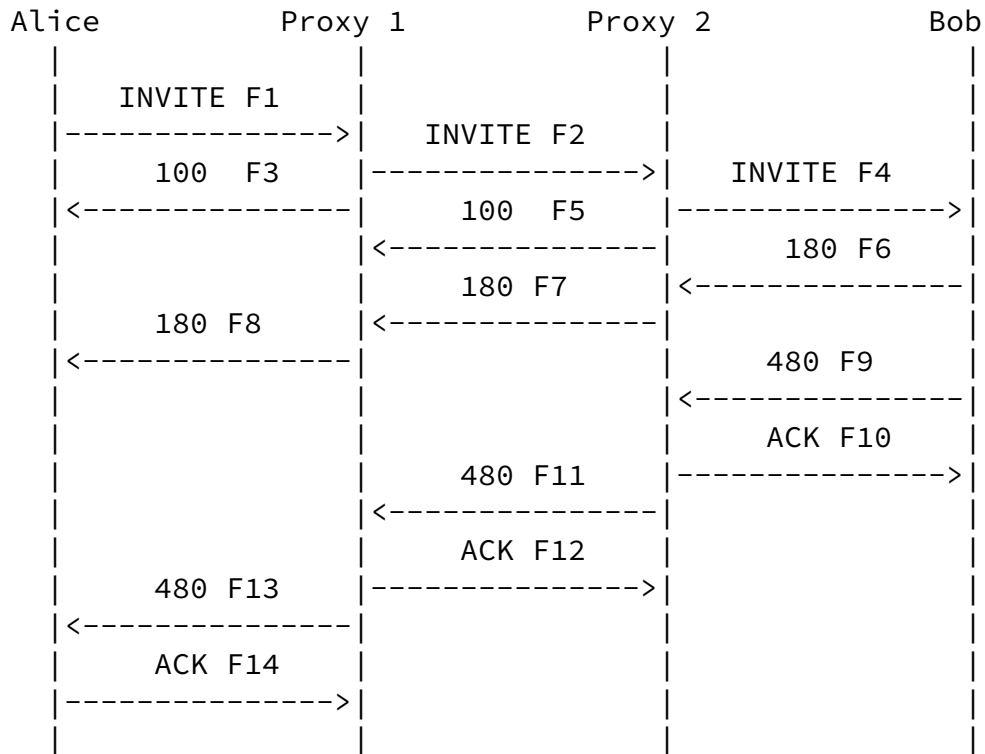 Alice Proxy 1 Proxy 2 Bob
INVITE F1
INVITE F2
100 F3 INVITE F4
100 F5
180 F6
180 F7
180 F8
480 F9
ACK F10
480 F11
ACK F12
480 F13
ACK F14